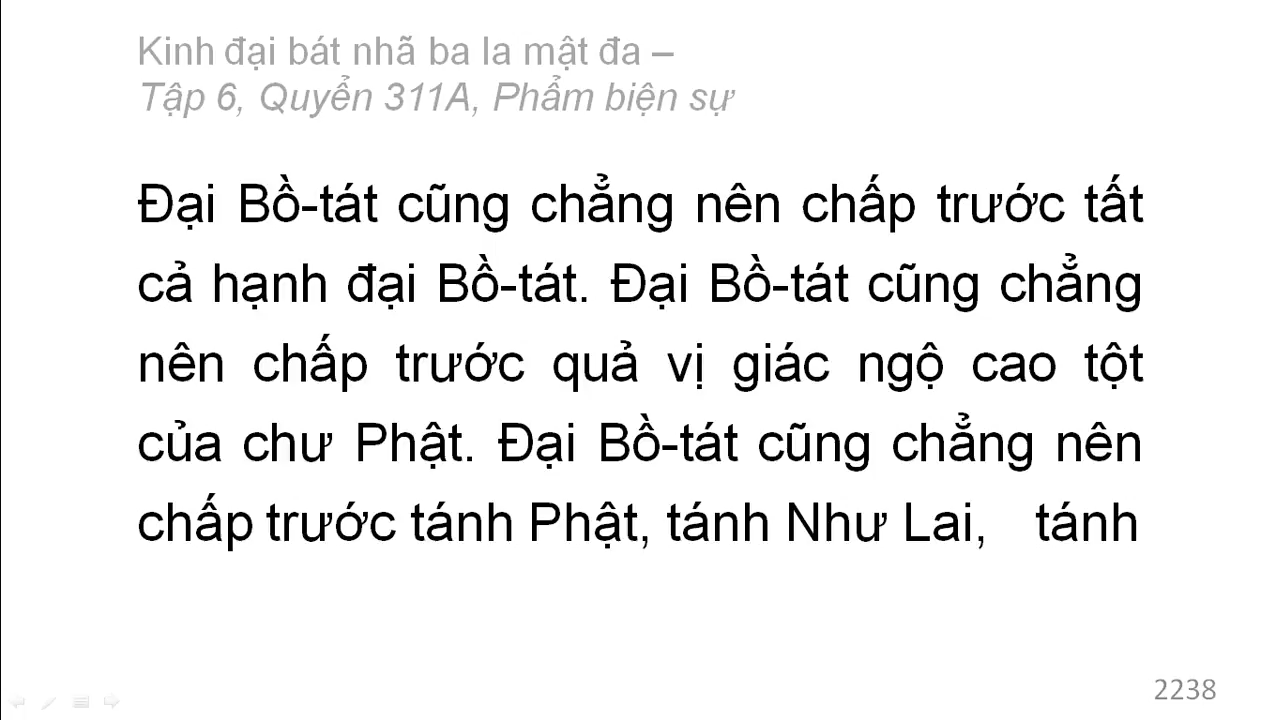 Kinh đại bát nhã ba la mật đa –
Tập 6, Quyển 311A, Phẩm biện sự
Đại Bồ-tát cũng chẳng nên chấp trước tất
cả hạnh đại Bồ-tát. Đại Bồ-tát cũng chẳng
nên chấp trước quả vị giác ngộ cao tột
của chư Phật. Đại Bồ-tát cũng chẳng nên
chấp trước tánh Phật, tánh Như Lai, tánh
2238